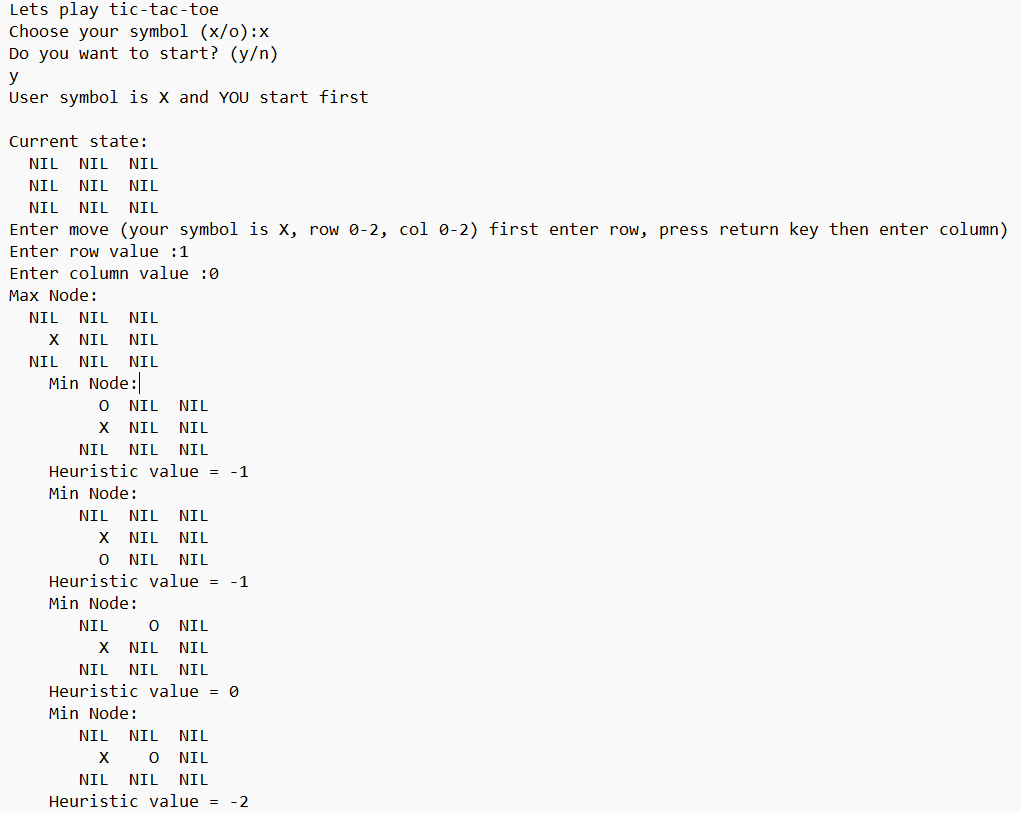 Lets play tic-tac-toe
Choose your symbol (x/o):x
Do you want to start? (y/n)
y
User symbol is X and YOU start first

Current state:
  NIL  NIL  NIL
  NIL  NIL  NIL
  NIL  NIL  NIL
Enter move (your symbol is X, row 0-2, col 0-2) first enter row, press return key then enter column)
Enter row value :1
Enter column value :0
Max Node:
  NIL  NIL  NIL
    X  NIL  NIL
  NIL  NIL  NIL
    Min Node:
         O  NIL  NIL
         X  NIL  NIL
       NIL  NIL  NIL
    Heuristic value = -1
    Min Node:
       NIL  NIL  NIL
         X  NIL  NIL
         O  NIL  NIL
    Heuristic value = -1
    Min Node:
       NIL    O  NIL
         X  NIL  NIL
       NIL  NIL  NIL
    Heuristic value = 0
    Min Node:
       NIL  NIL  NIL
         X    O  NIL
       NIL  NIL  NIL
    Heuristic value = -2